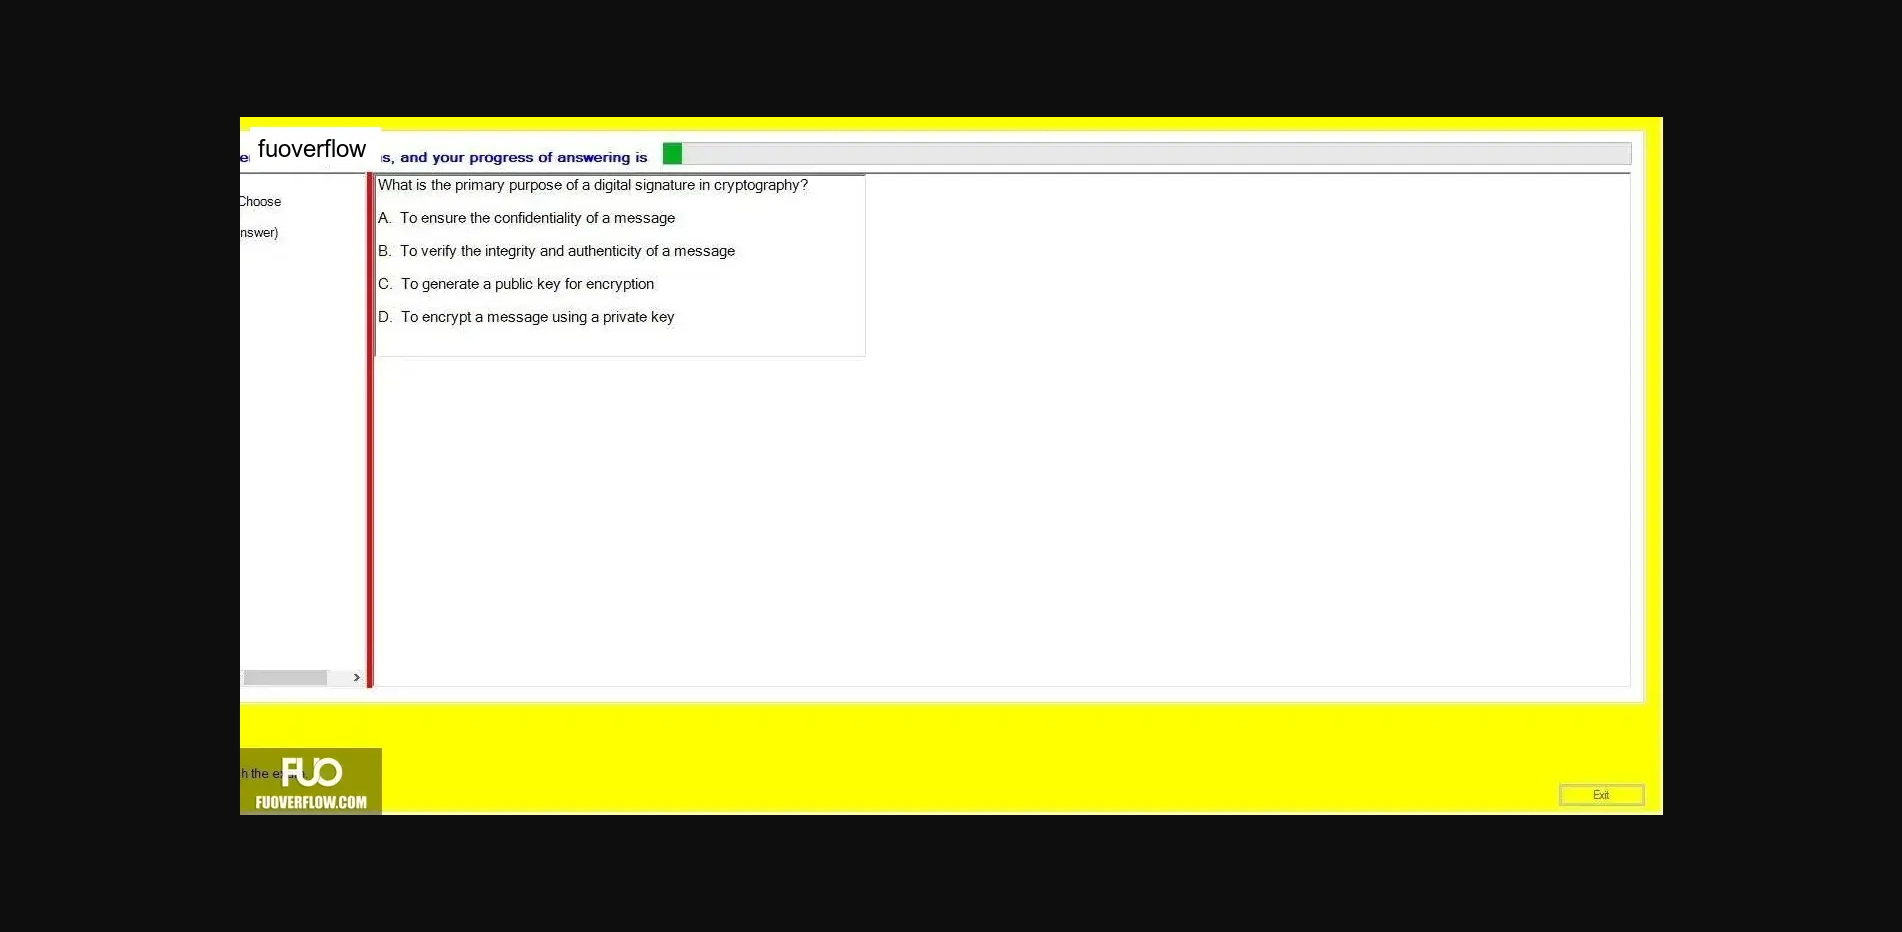 fuoverflow
s, and your progress of answering is
Choose
nswer)
What is the primary purpose of a digital signature in cryptography?
A. To ensure the confidentiality of a message
B. To verify the integrity and authenticity of a message
C. To generate a public key for encryption
D. To encrypt a message using a private key
h the
FUO
FUOVERFLOW.COM
Exit